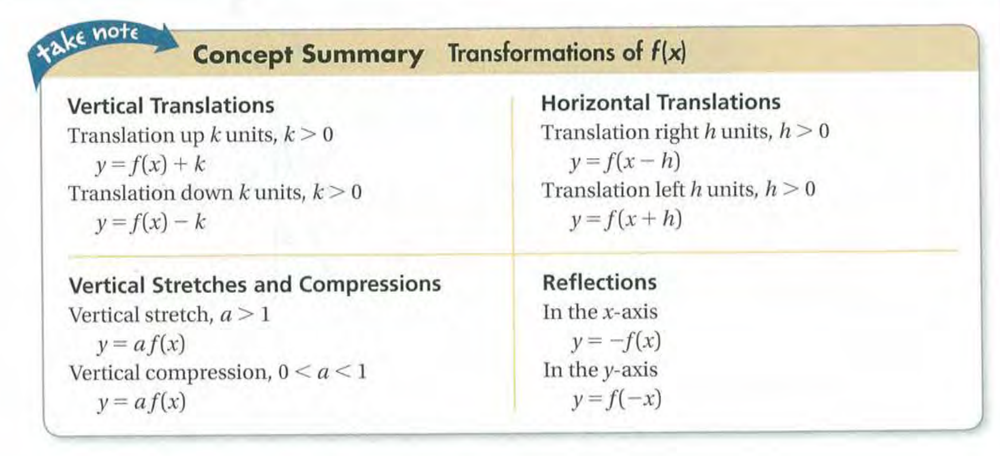 take note
Concept Summary Transformations of f(x)
Vertical Translations
Translation up k units, k > 0
y = f(x) + k
Translation down k units, k > 0
y = f(x) − k
Horizontal Translations
Translation right h units, h > 0
y = f(x − h)
Translation left h units, h > 0
y = f(x + h)
Vertical Stretches and Compressions
Vertical stretch, a > 1
y = a f(x)
Vertical compression, 0 < a < 1
y = a f(x)
Reflections
In the x-axis
y = −f(x)
In the y-axis
y = f(−x)